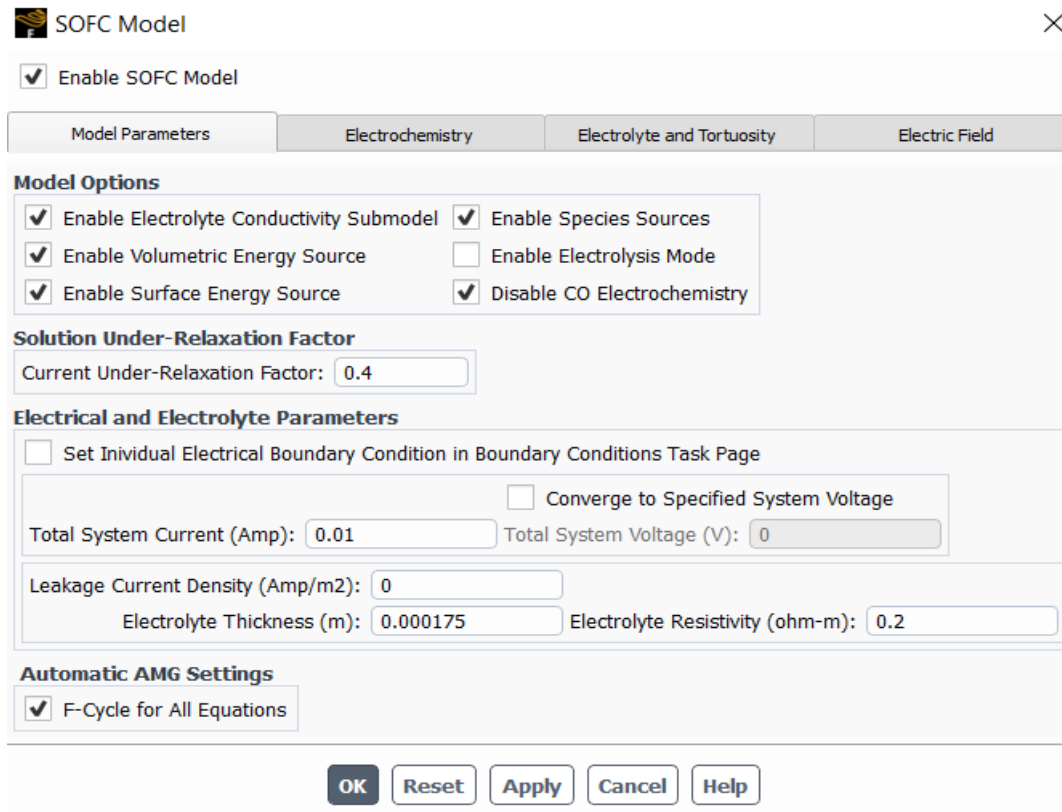 SOFC Model
Enable SOFC Model
Model Parameters Electrochemistry Electrolyte and Tortuosity Electric Field
Model Options
Enable Electrolyte Conductivity Submodel Enable Species Sources
Enable Volumetric Energy Source Enable Electrolysis Mode
Enable Surface Energy Source Disable CO Electrochemistry
Solution Under-Relaxation Factor
Current Under-Relaxation Factor: 0.4
Electrical and Electrolyte Parameters
Set Inividual Electrical Boundary Condition in Boundary Conditions Task Page
Converge to Specified System Voltage
Total System Current (Amp): 0.01 Total System Voltage (V): 0
Leakage Current Density (Amp/m2): 0
Electrolyte Thickness (m): 0.000175 Electrolyte Resistivity (ohm-m): 0.2
Automatic AMG Settings
F-Cycle for All Equations
OK Reset Apply Cancel Help